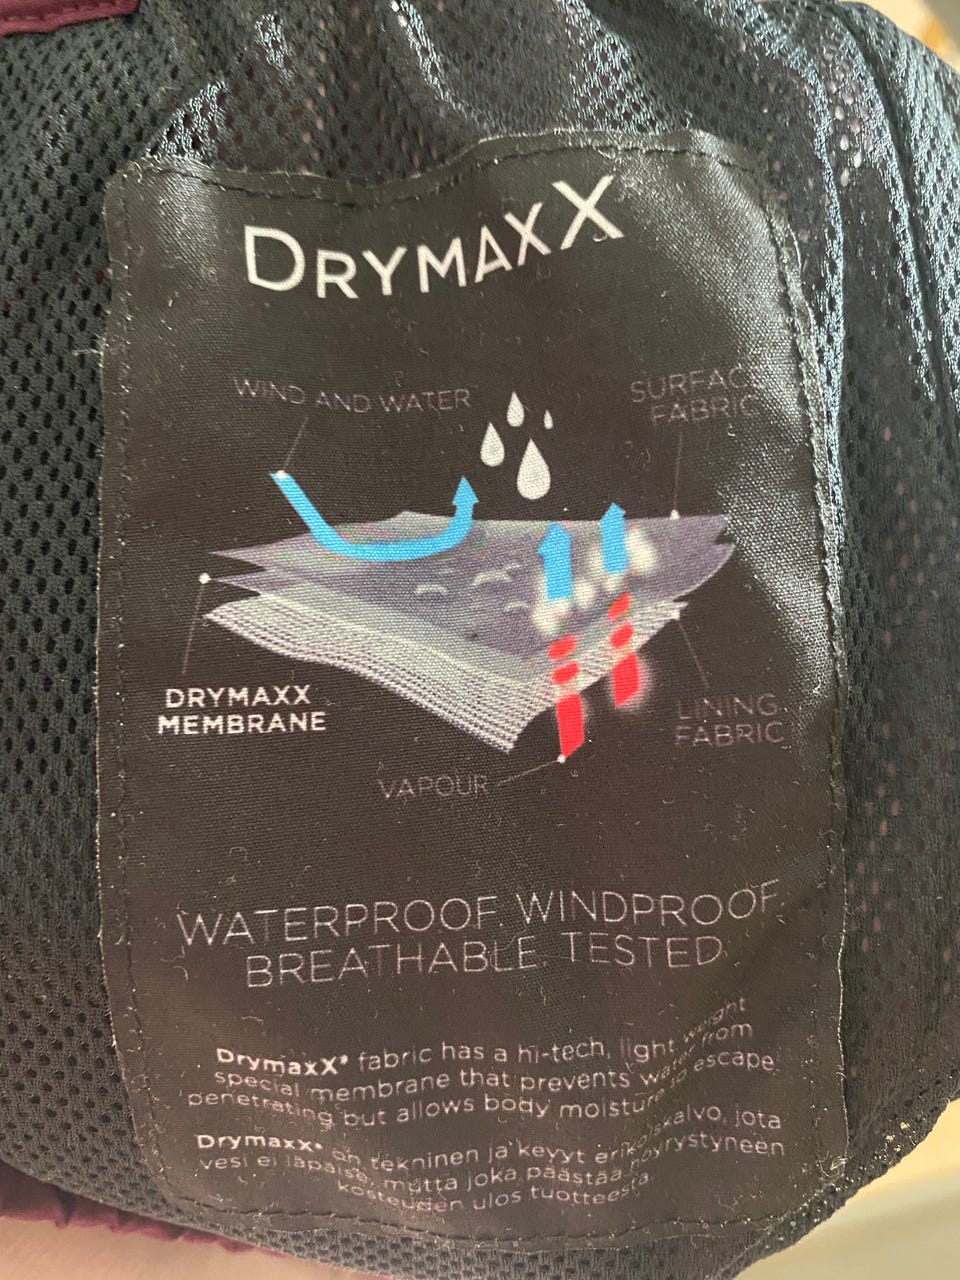 DRYMAXX
WIND AND WATER
SURFACE
FABRIC
DRYMAXX
MEMBRANE
LINING
FABRIC
VAPOUR
WATERPROOF. WINDPROOF.
BREATHABLE. TESTED.
DrymaxX® fabric has a hi-tech, light weight
special membrane that prevents water from
penetrating but allows body moisture to escape.
Drymaxx® on tekninen ja kevyt erikoiskalvo, jota
vesi ei läpäise, mutta joka päästää höyrystyneen
kosteuden ulos tuotteesta.